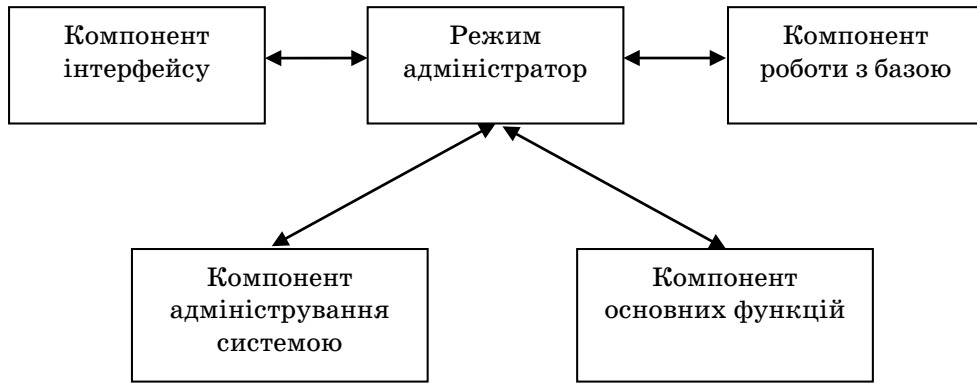 Компонент
інтерфейсу
Режим
адміністратор
Компонент
роботи з базою
Компонент
адміністрування
системою
Компонент
основних функцій